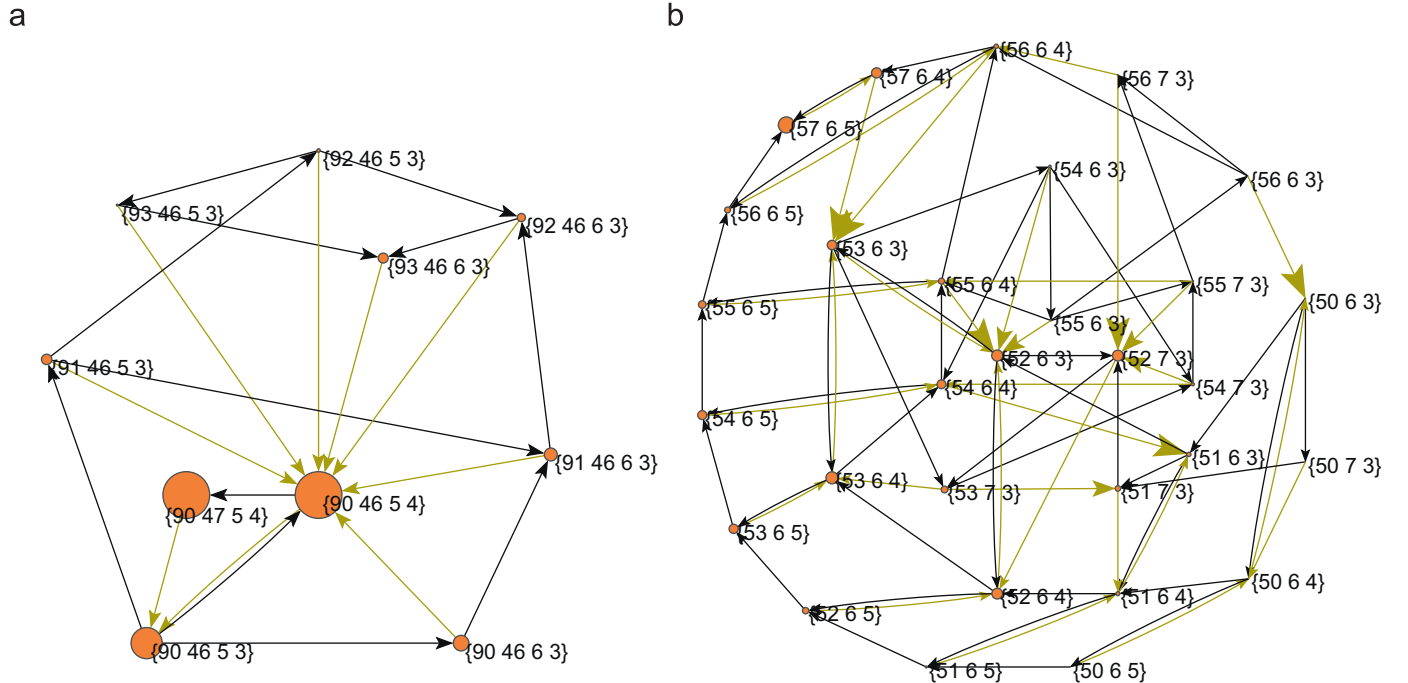 a
{92 46 5 3}
{93 46 5 3}
{92 46 6 3}
{93 46 6 3}
{91 46 5 3}
{91 46 6 3}
{90 46 5 4}
{90 47 5 4}
{90 46 5 3}
{90 46 6 3}
b
{56 6 4}
{57 6 4}
{56 7 3}
{57 6 5}
{54 6 3}
{56 6 3}
{56 6 5}
{53 6 3}
{55 6 4}
{55 7 3}
{50 6 3}
{55 6 5}
{55 6 3}
{52 6 3}
{52 7 3}
{54 6 4}
{54 7 3}
{54 6 5}
{51 6 3}
{50 7 3}
{53 6 4}
{53 7 3}
{51 7 3}
{53 6 5}
{50 6 4}
{52 6 4}
{51 6 4}
{52 6 5}
{51 6 5}
{50 6 5}